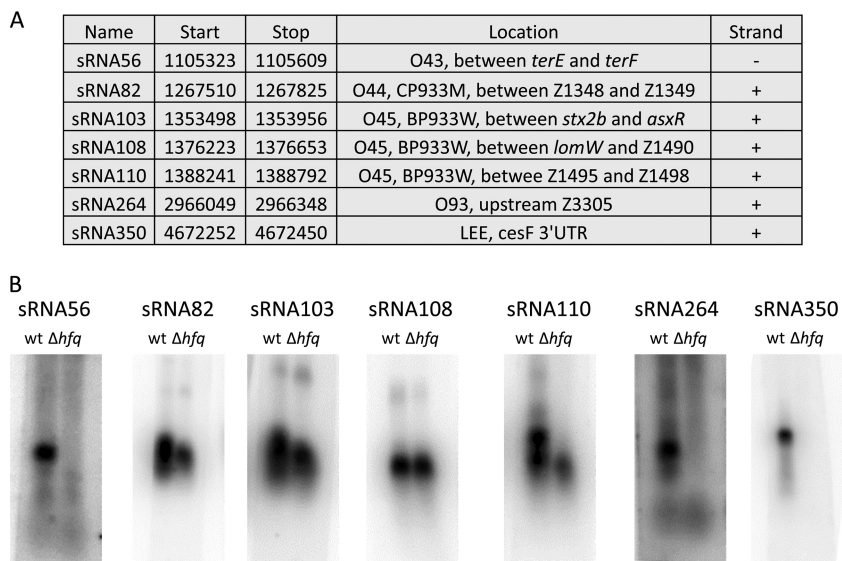 A
Name Start Stop Location Strand
sRNA56 1105323 1105609 O43, between terE and terF -
sRNA82 1267510 1267825 O44, CP933M, between Z1348 and Z1349 +
sRNA103 1353498 1353956 O45, BP933W, between stx2b and asxR +
sRNA108 1376223 1376653 O45, BP933W, between lomW and Z1490 +
sRNA110 1388241 1388792 O45, BP933W, betwee Z1495 and Z1498 +
sRNA264 2966049 2966348 O93, upstream Z3305 +
sRNA350 4672252 4672450 LEE, cesF 3'UTR +
B
sRNA56 sRNA82 sRNA103 sRNA108 sRNA110 sRNA264 sRNA350
wt Δhfq wt Δhfq wt Δhfq wt Δhfq wt Δhfq wt Δhfq wt Δhfq